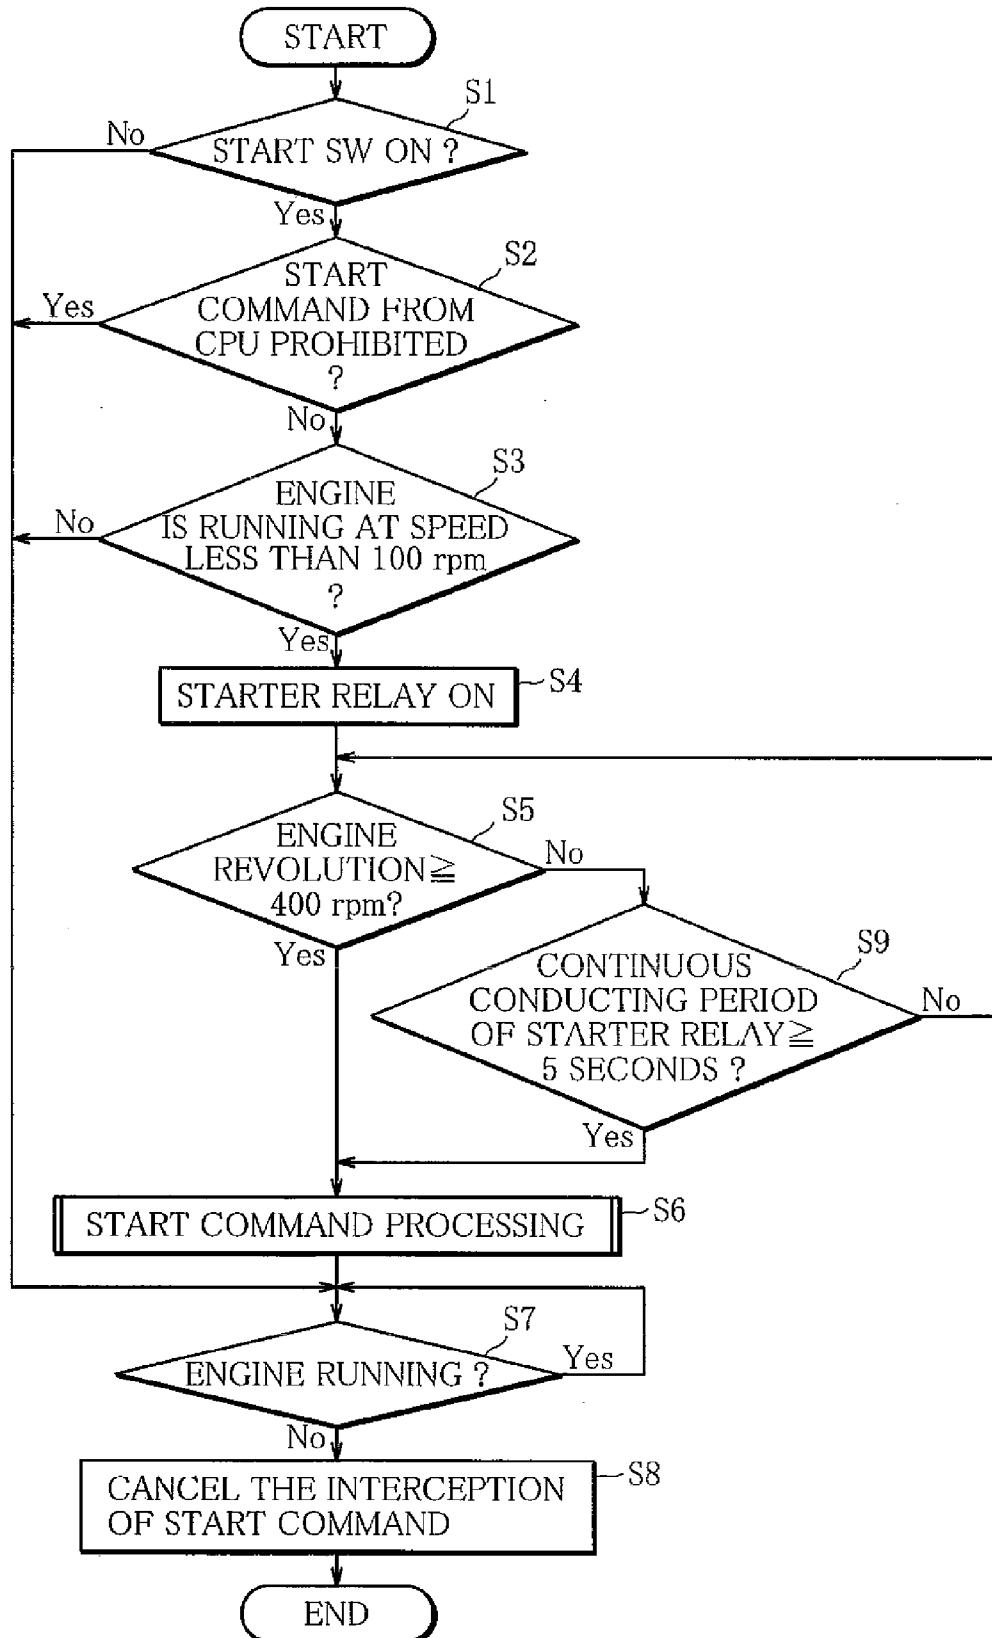 START
S1
No
START SW ON ?
Yes
S2
START
COMMAND FROM
CPU PROHIBITED
?
Yes
No
S3
ENGINE
IS RUNNING AT SPEED
LESS THAN 100 rpm
?
No
Yes
STARTER RELAY ON
S4
S5
ENGINE
REVOLUTION≧
400 rpm?
No
Yes
S9
CONTINUOUS
CONDUCTING PERIOD
OF STARTER RELAY≧
5 SECONDS ?
No
Yes
START COMMAND PROCESSING
S6
S7
ENGINE RUNNING ?
Yes
No
CANCEL THE INTERCEPTION
OF START COMMAND
S8
END